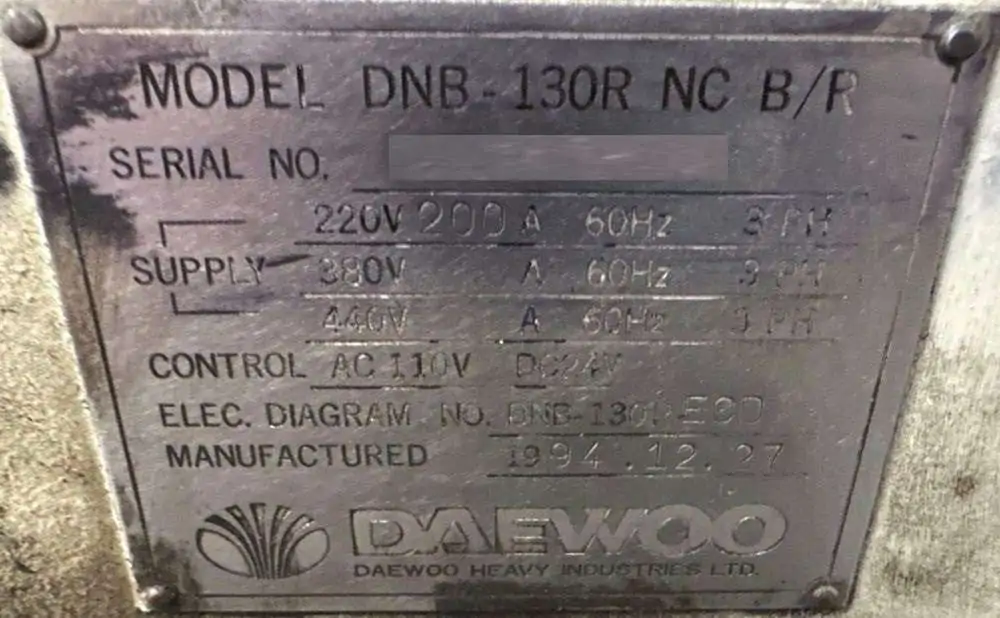 MODEL DNB-130R NC B/R
SERIAL NO.
220V 200 A 60Hz 3 PH
SUPPLY 380V A 60Hz 3 PH
440V A 60Hz 3 PH
CONTROL AC 110V DC24V
ELEC. DIAGRAM NO.
MANUFACTURED 1994.12.27
DAEWOO
DAEWOO HEAVY INDUSTRIES LTD.